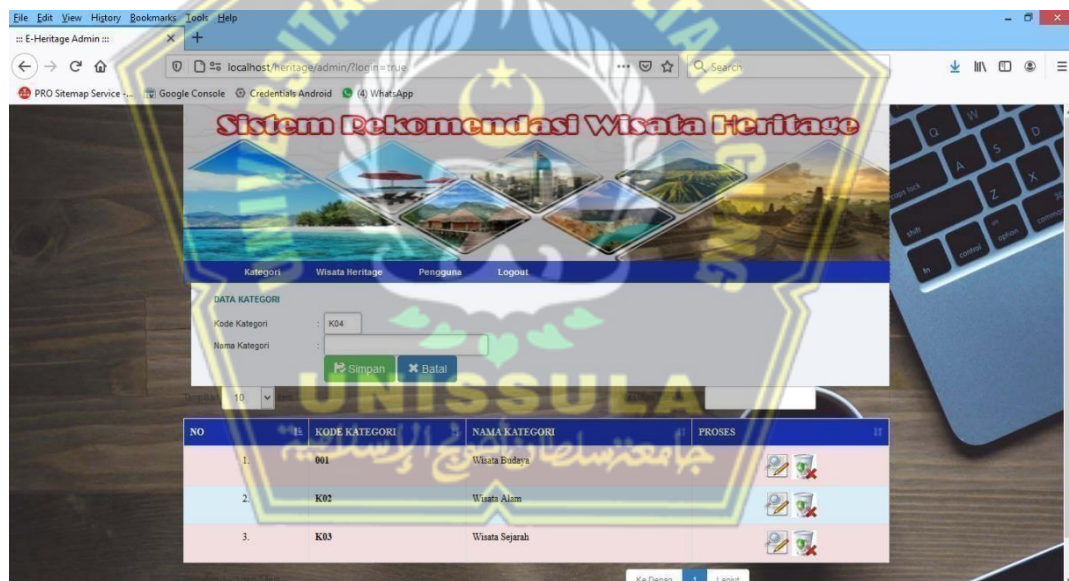 File Edit View History Bookmarks Tools Help
::: E-Heritage Admin :::
localhost/heritage/admin/?login=true
Search
PRO Sitemap Service -... Google Console Credentials Android (4) WhatsApp
Sistem Rekomendasi Wisata Heritage
Kategori Wisata Heritage Pengguna Logout
DATA KATEGORI
Kode Kategori : K04
Nama Kategori :
Simpan Batal
10
UNISSULA
NO KODE KATEGORI NAMA KATEGORI PROSES
جامعة سلطان أجونج الإسلامية
1. 001 Wisata Budaya
2. K02 Wisata Alam
3. K03 Wisata Sejarah
Ke Depan 1 Lanjut